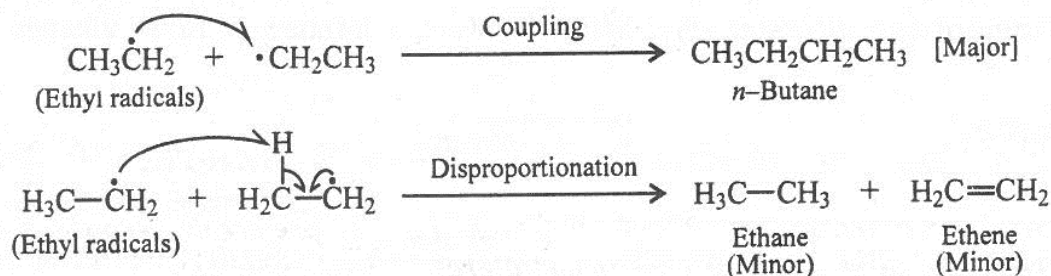 Coupling
CH₃ĊH₂ + ·CH₂CH₃ CH₃CH₂CH₂CH₃ [Major]
(Ethyl radicals) n–Butane
H
Disproportionation
H₃C—ĊH₂ + H₂C—ĊH₂ H₃C—CH₃ + H₂C=CH₂
(Ethyl radicals) Ethane Ethene
(Minor) (Minor)